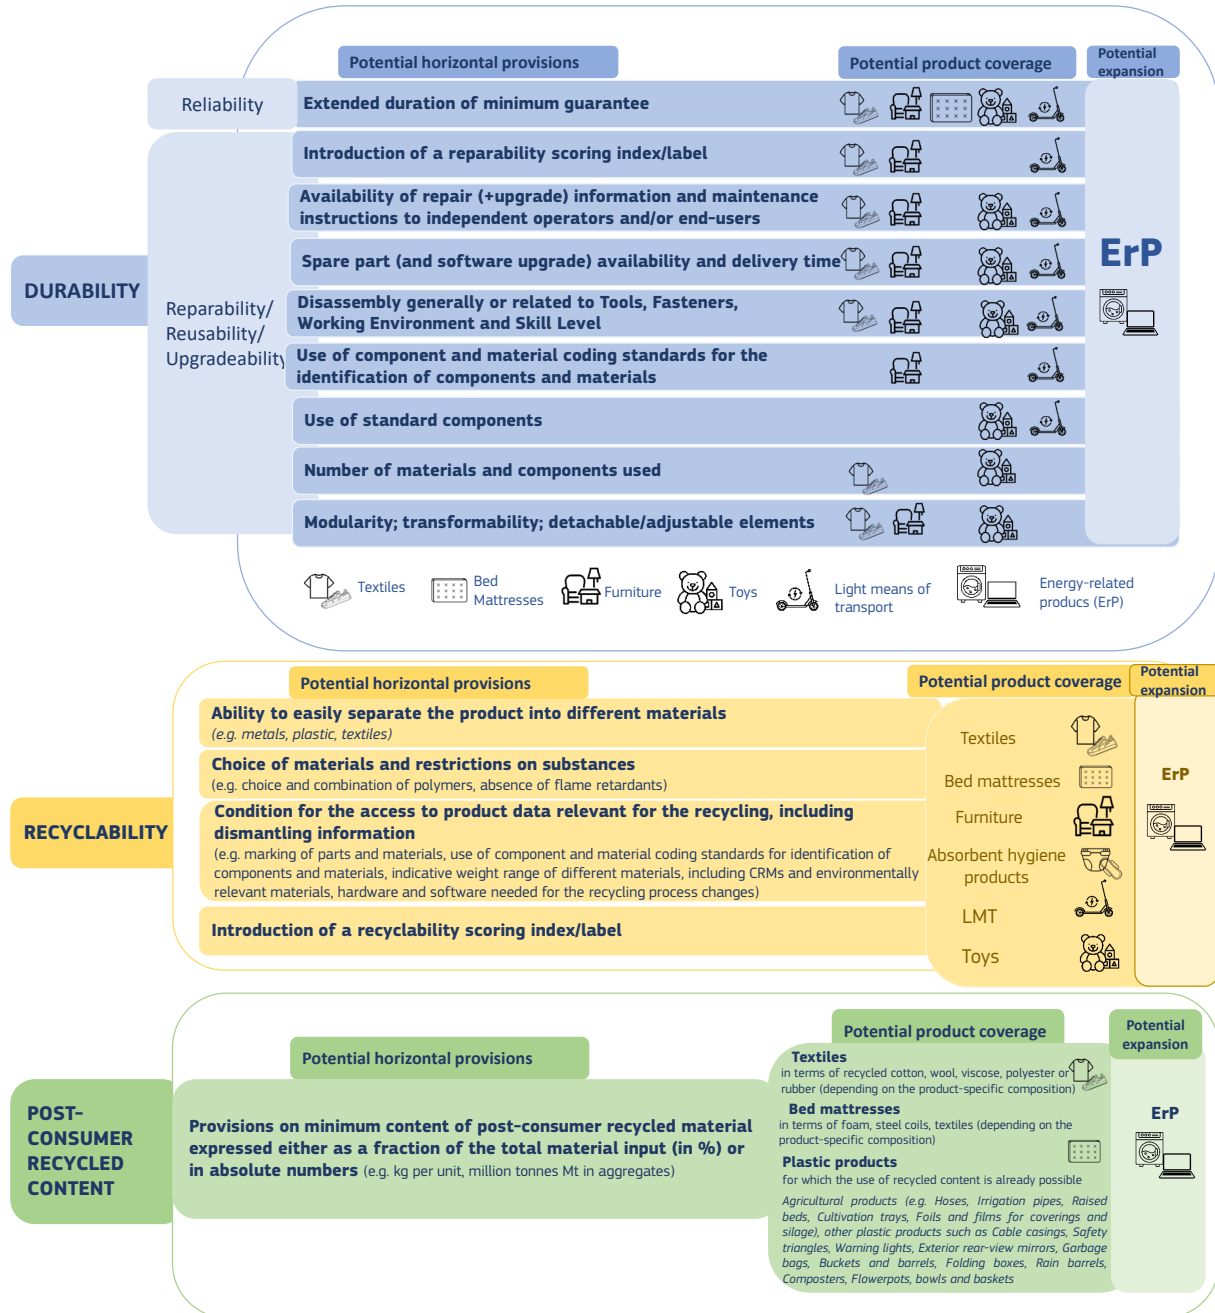 Potential horizontal provisions
Potential product coverage
Potential
expansion
Reliability
Extended duration of minimum guarantee
Introduction of a reparability scoring index/label
Availability of repair (+upgrade) information and maintenance
instructions to independent operators and/or end-users
ErP
Spare part (and software upgrade) availability and delivery time
DURABILITY
Reparability/
Reusability/
Upgradeability
Disassembly generally or related to Tools, Fasteners,
Working Environment and Skill Level
Use of component and material coding standards for the
identification of components and materials
Use of standard components
Number of materials and components used
Modularity; transformability; detachable/adjustable elements
Textiles
Bed
Mattresses
Furniture
Toys
Light means of
transport
Energy-related
producs (ErP)
Potential horizontal provisions
Potential product coverage
Potential
expansion
Ability to easily separate the product into different materials
(e.g. metals, plastic, textiles)
Choice of materials and restrictions on substances
(e.g. choice and combination of polymers, absence of flame retardants)
RECYCLABILITY
Condition for the access to product data relevant for the recycling, including
dismantling information
(e.g. marking of parts and materials, use of component and material coding standards for identification of
components and materials, indicative weight range of different materials, including CRMs and environmentally
relevant materials, hardware and software needed for the recycling process changes)
Introduction of a recyclability scoring index/label
Textiles
Bed mattresses
Furniture
Absorbent hygiene
products
LMT
Toys
ErP
Potential horizontal provisions
Potential product coverage
Potential
expansion
POST-
CONSUMER
RECYCLED
CONTENT
Provisions on minimum content of post-consumer recycled material
expressed either as a fraction of the total material input (in %) or
in absolute numbers (e.g. kg per unit, million tonnes Mt in aggregates)
Textiles
in terms of recycled cotton, wool, viscose, polyester or
rubber (depending on the product-specific composition)
Bed mattresses
in terms of foam, steel coils, textiles (depending on the
product-specific composition)
Plastic products
for which the use of recycled content is already possible
Agricultural products (e.g. Hoses, Irrigation pipes, Raised
beds, Cultivation trays, Foils and films for coverings and
silage), other plastic products such as Cable casings, Safety
triangles, Warning lights, Exterior rear-view mirrors, Garbage
bags, Buckets and barrels, Folding boxes, Rain barrels,
Composters, Flowerpots, bowls and baskets
ErP